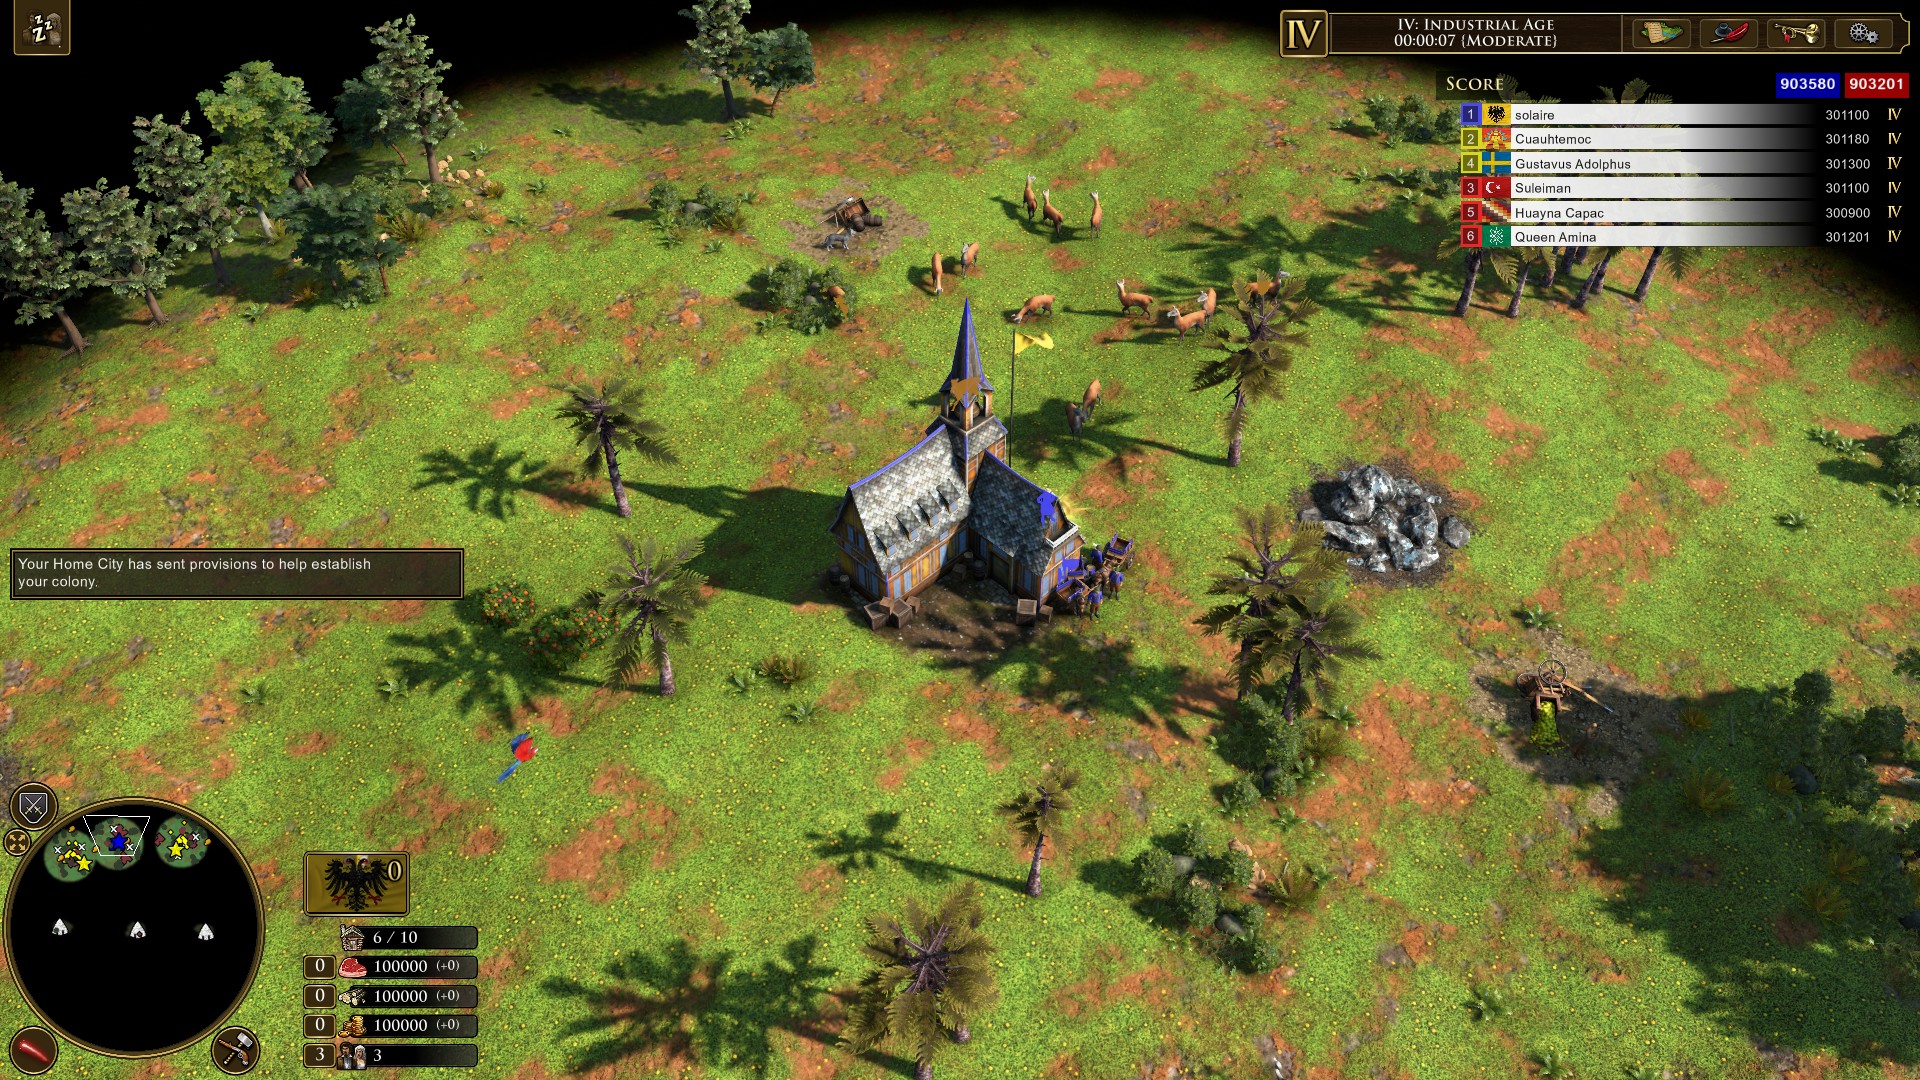 z z Z
IV
IV: Industrial Age
00:00:07 {Moderate}
Score
903580 903201
1 solaire 301100 IV
2 Cuauhtemoc 301180 IV
4 Gustavus Adolphus 301300 IV
3 Suleiman 301100 IV
5 Huayna Capac 300900 IV
6 Queen Amina 301201 IV
Your Home City has sent provisions to help establish
your colony.
0
6 / 10
0 100000 (+0)
0 100000 (+0)
0 100000 (+0)
3 3